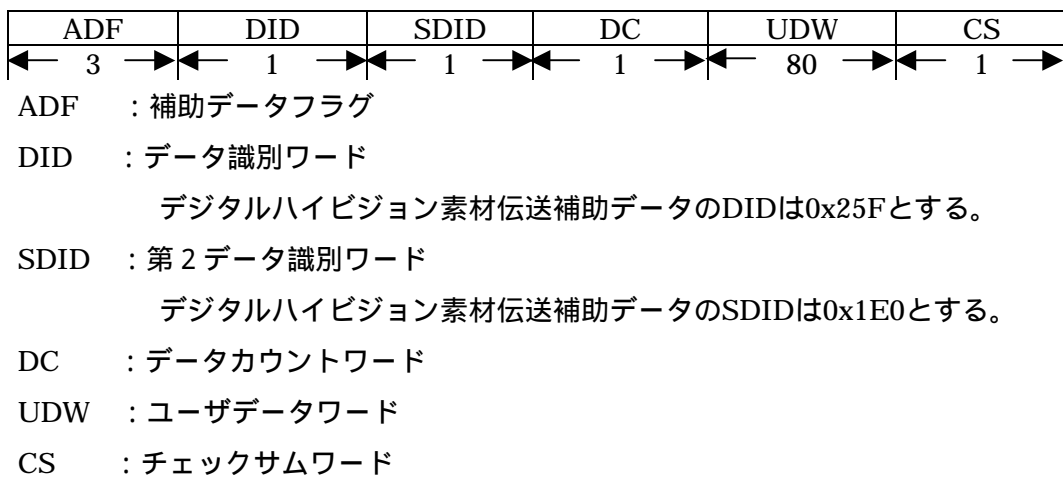 ADF DID SDID DC UDW CS
3 1 1 1 80 1
ADF :補助データフラグ
DID :データ識別ワード
デジタルハイビジョン素材伝送補助データのDIDは0x25Fとする。
SDID :第2データ識別ワード
デジタルハイビジョン素材伝送補助データのSDIDは0x1E0とする。
DC :データカウントワード
UDW :ユーザデータワード
CS :チェックサムワード